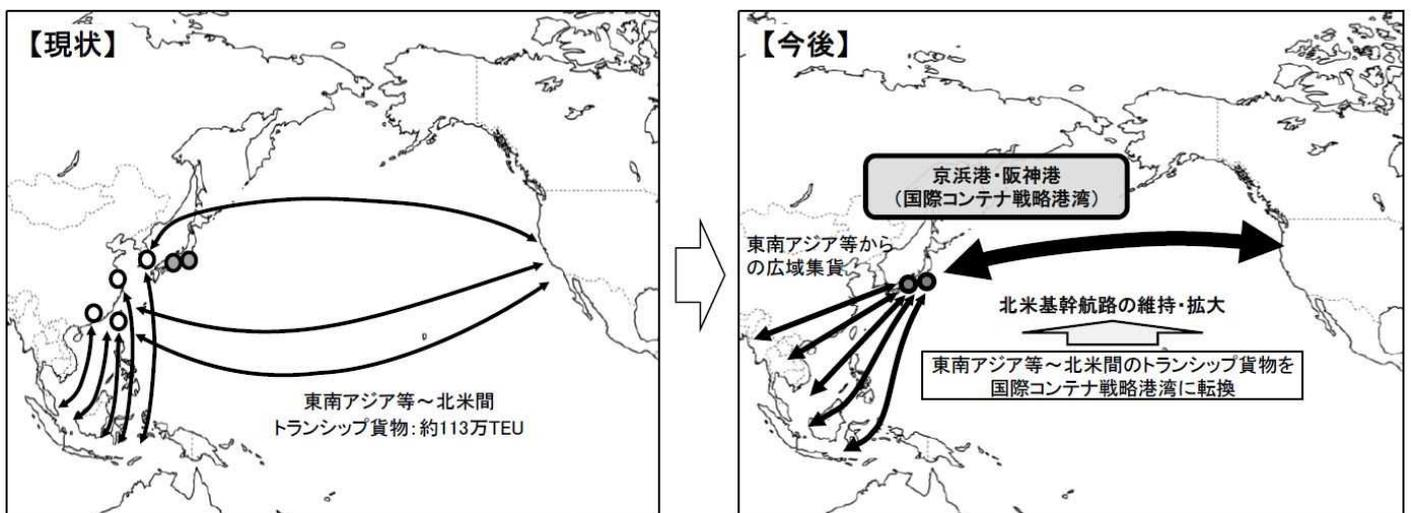 【現状】
東南アジア等～北米間
トランシップ貨物：約113万TEU
【今後】
京浜港・阪神港
（国際コンテナ戦略港湾）
東南アジア等から
の広域集貨
北米基幹航路の維持・拡大
東南アジア等～北米間のトランシップ貨物を
国際コンテナ戦略港湾に転換